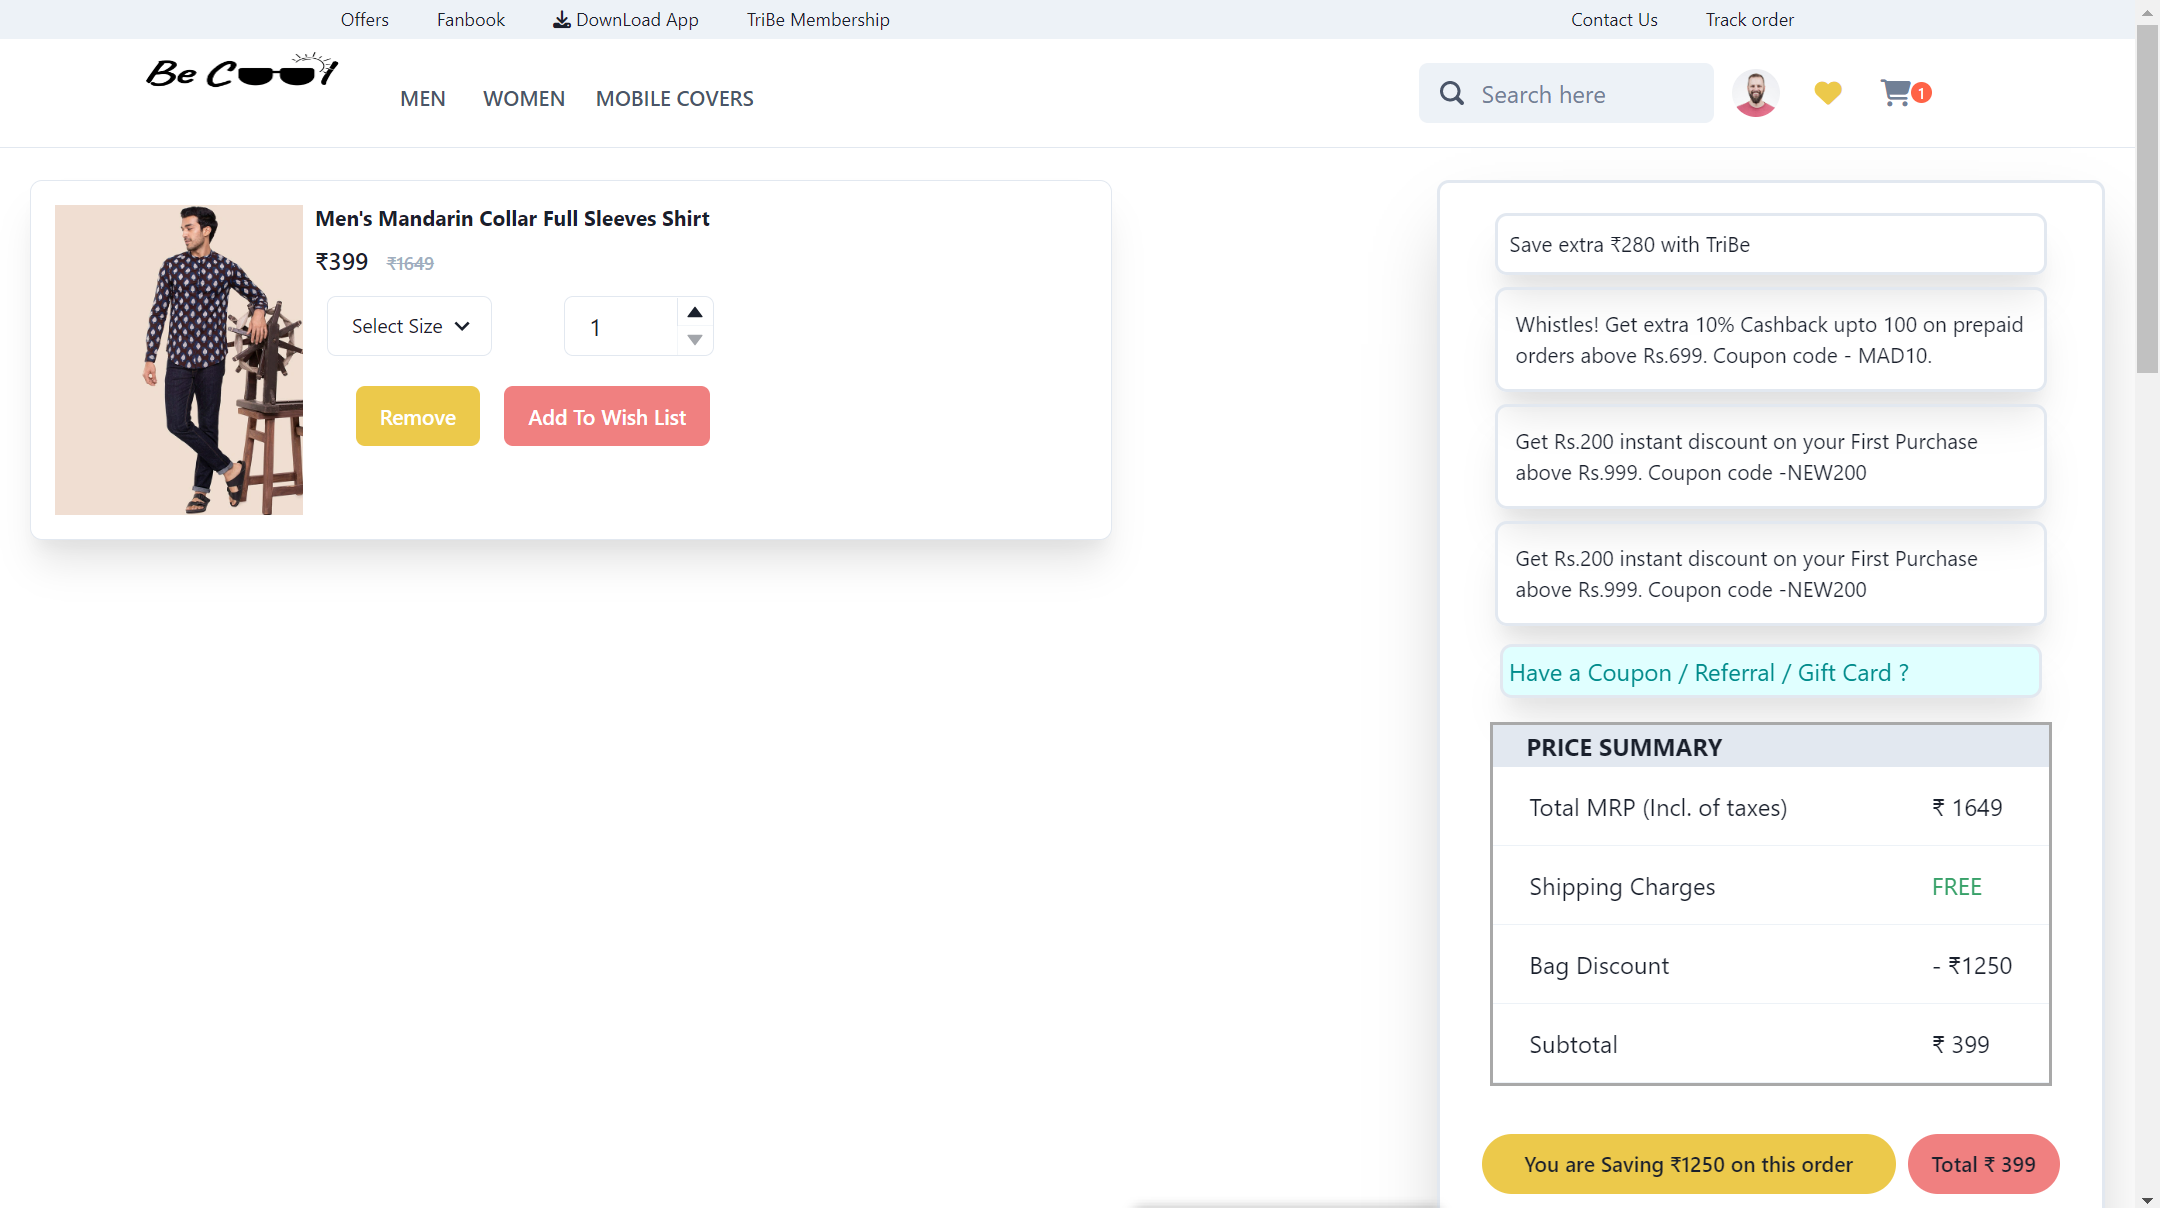 Offers Fanbook DownLoad App TriBe Membership Contact Us Track order
Be Cool
MEN WOMEN MOBILE COVERS Search here 1
Men's Mandarin Collar Full Sleeves Shirt
₹399 ₹1649
Select Size 1
Remove Add To Wish List
Save extra ₹280 with TriBe
Whistles! Get extra 10% Cashback upto 100 on prepaid
orders above Rs.699. Coupon code - MAD10.
Get Rs.200 instant discount on your First Purchase
above Rs.999. Coupon code -NEW200
Get Rs.200 instant discount on your First Purchase
above Rs.999. Coupon code -NEW200
Have a Coupon / Referral / Gift Card ?
PRICE SUMMARY
Total MRP (Incl. of taxes) ₹ 1649
Shipping Charges FREE
Bag Discount - ₹1250
Subtotal ₹ 399
You are Saving ₹1250 on this order Total ₹ 399